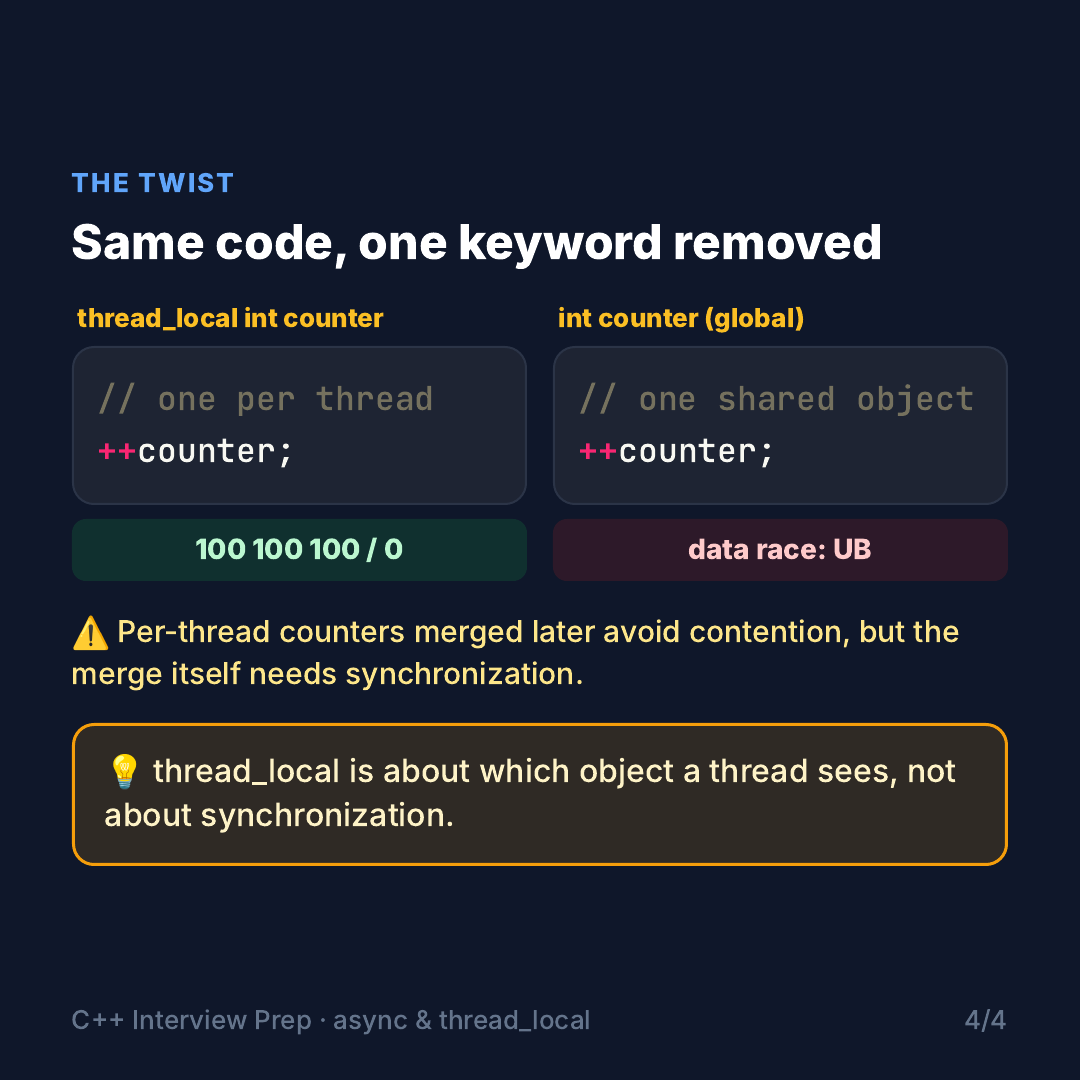 THE TWIST
Same code, one keyword removed
thread_local int counter
// one per thread
++counter;
100 100 100 / 0
int counter (global)
// one shared object
++counter;
data race: UB
⚠️ Per-thread counters merged later avoid contention, but the
merge itself needs synchronization.
💡 thread_local is about which object a thread sees, not
about synchronization.
C++ Interview Prep · async & thread_local
4/4